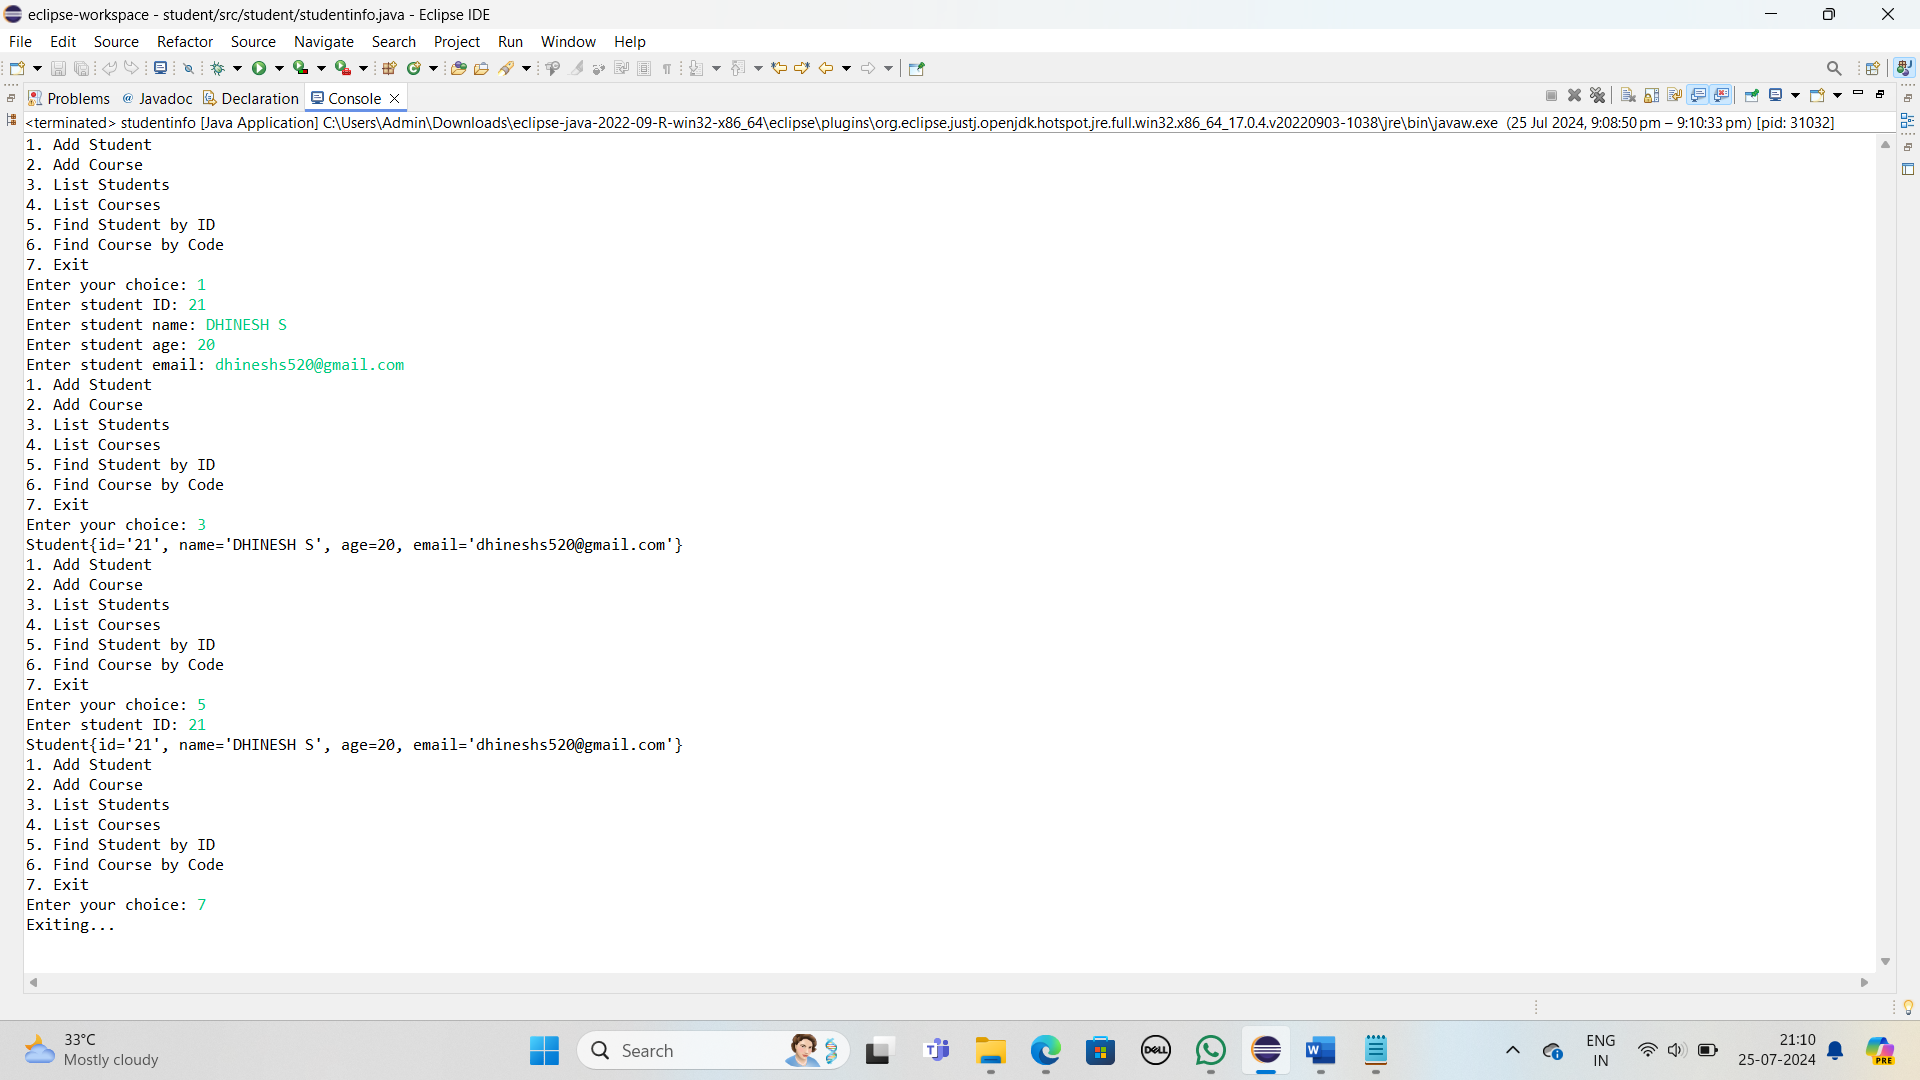 eclipse-workspace - student/src/student/studentinfo.java - Eclipse IDE
File Edit Source Refactor Source Navigate Search Project Run Window Help
Problems @ Javadoc Declaration Console
<terminated> studentinfo [Java Application] C:\Users\Admin\Downloads\eclipse-java-2022-09-R-win32-x86_64\eclipse\plugins\org.eclipse.justj.openjdk.hotspot.jre.full.win32.x86_64_17.0.4.v20220903-1038\jre\bin\javaw.exe (25 Jul 2024, 9:08:50 pm – 9:10:33 pm) [pid: 31032]
1. Add Student
2. Add Course
3. List Students
4. List Courses
5. Find Student by ID
6. Find Course by Code
7. Exit
Enter your choice: 1
Enter student ID: 21
Enter student name: DHINESH S
Enter student age: 20
Enter student email: dhineshs520@gmail.com
1. Add Student
2. Add Course
3. List Students
4. List Courses
5. Find Student by ID
6. Find Course by Code
7. Exit
Enter your choice: 3
Student{id='21', name='DHINESH S', age=20, email='dhineshs520@gmail.com'}
1. Add Student
2. Add Course
3. List Students
4. List Courses
5. Find Student by ID
6. Find Course by Code
7. Exit
Enter your choice: 5
Enter student ID: 21
Student{id='21', name='DHINESH S', age=20, email='dhineshs520@gmail.com'}
1. Add Student
2. Add Course
3. List Students
4. List Courses
5. Find Student by ID
6. Find Course by Code
7. Exit
Enter your choice: 7
Exiting...
33°C
Mostly cloudy
Search
DELL
ENG
IN
21:10
25-07-2024
PRE